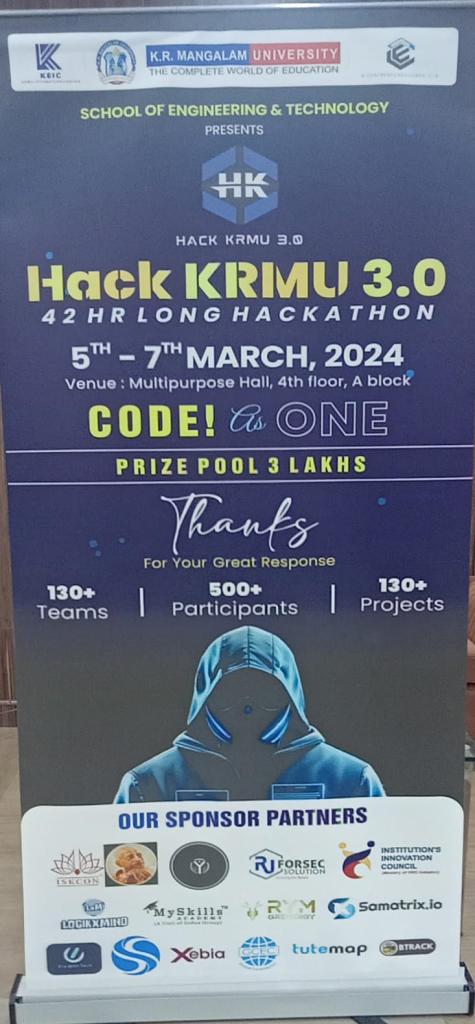 KEIC
K.R. MANGALAM UNIVERSITY
THE COMPLETE WORLD OF EDUCATION
SCHOOL OF ENGINEERING & TECHNOLOGY
PRESENTS
HK
HACK KRMU 3.0
Hack KRMU 3.0
42 HR LONG HACKATHON
5TH – 7TH MARCH, 2024
Venue : Multipurpose Hall, 4th floor, A block
CODE! As ONE
PRIZE POOL 3 LAKHS
Thanks
For Your Great Response
130+ 500+ 130+
Teams Participants Projects
OUR SPONSOR PARTNERS
ISKCON
RJ FORSEC SOLUTION
INSTITUTION'S INNOVATION COUNCIL
LOGIKXMIND
MySkills ACADEMY
RYM
Samatrix.io
Xebia
tutemap
BTRACK